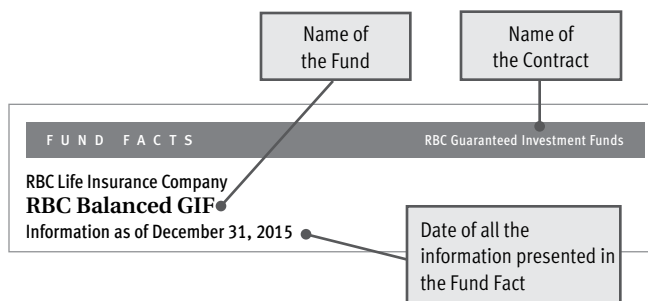 Name of
the Fund
Name of
the Contract
FUND FACTS
RBC Guaranteed Investment Funds
RBC Life Insurance Company
RBC Balanced GIF
Information as of December 31, 2015
Date of all the
information presented in
the Fund Fact